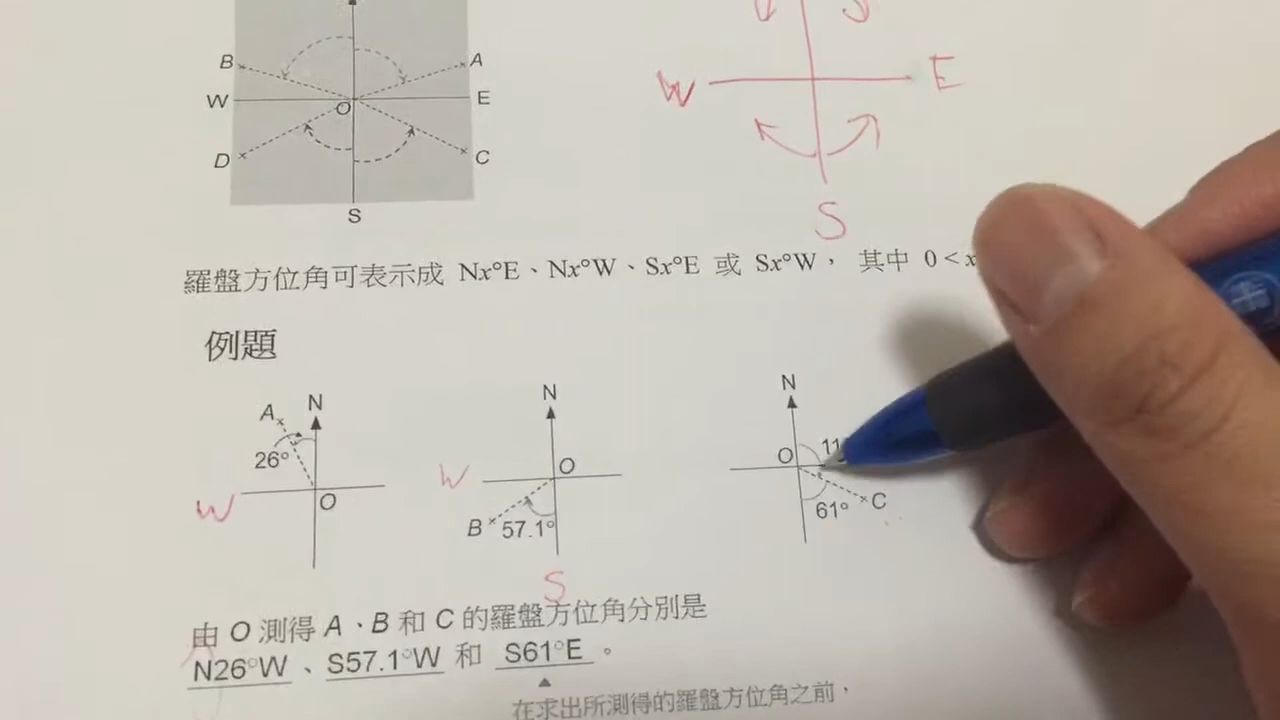 B
A
W
O
E
D
C
S
W
E
S
羅盤方位角可表示成 Nx°E、Nx°W、Sx°E 或 Sx°W， 其中 0 < x
例題
A N
26°
W O
N
W O
B 57.1°
S
N
O 11
61° C
由 O 測得 A、B 和 C 的羅盤方位角分別是
N26°W、S57.1°W 和 S61°E。
在求出所測得的羅盤方位角之前，